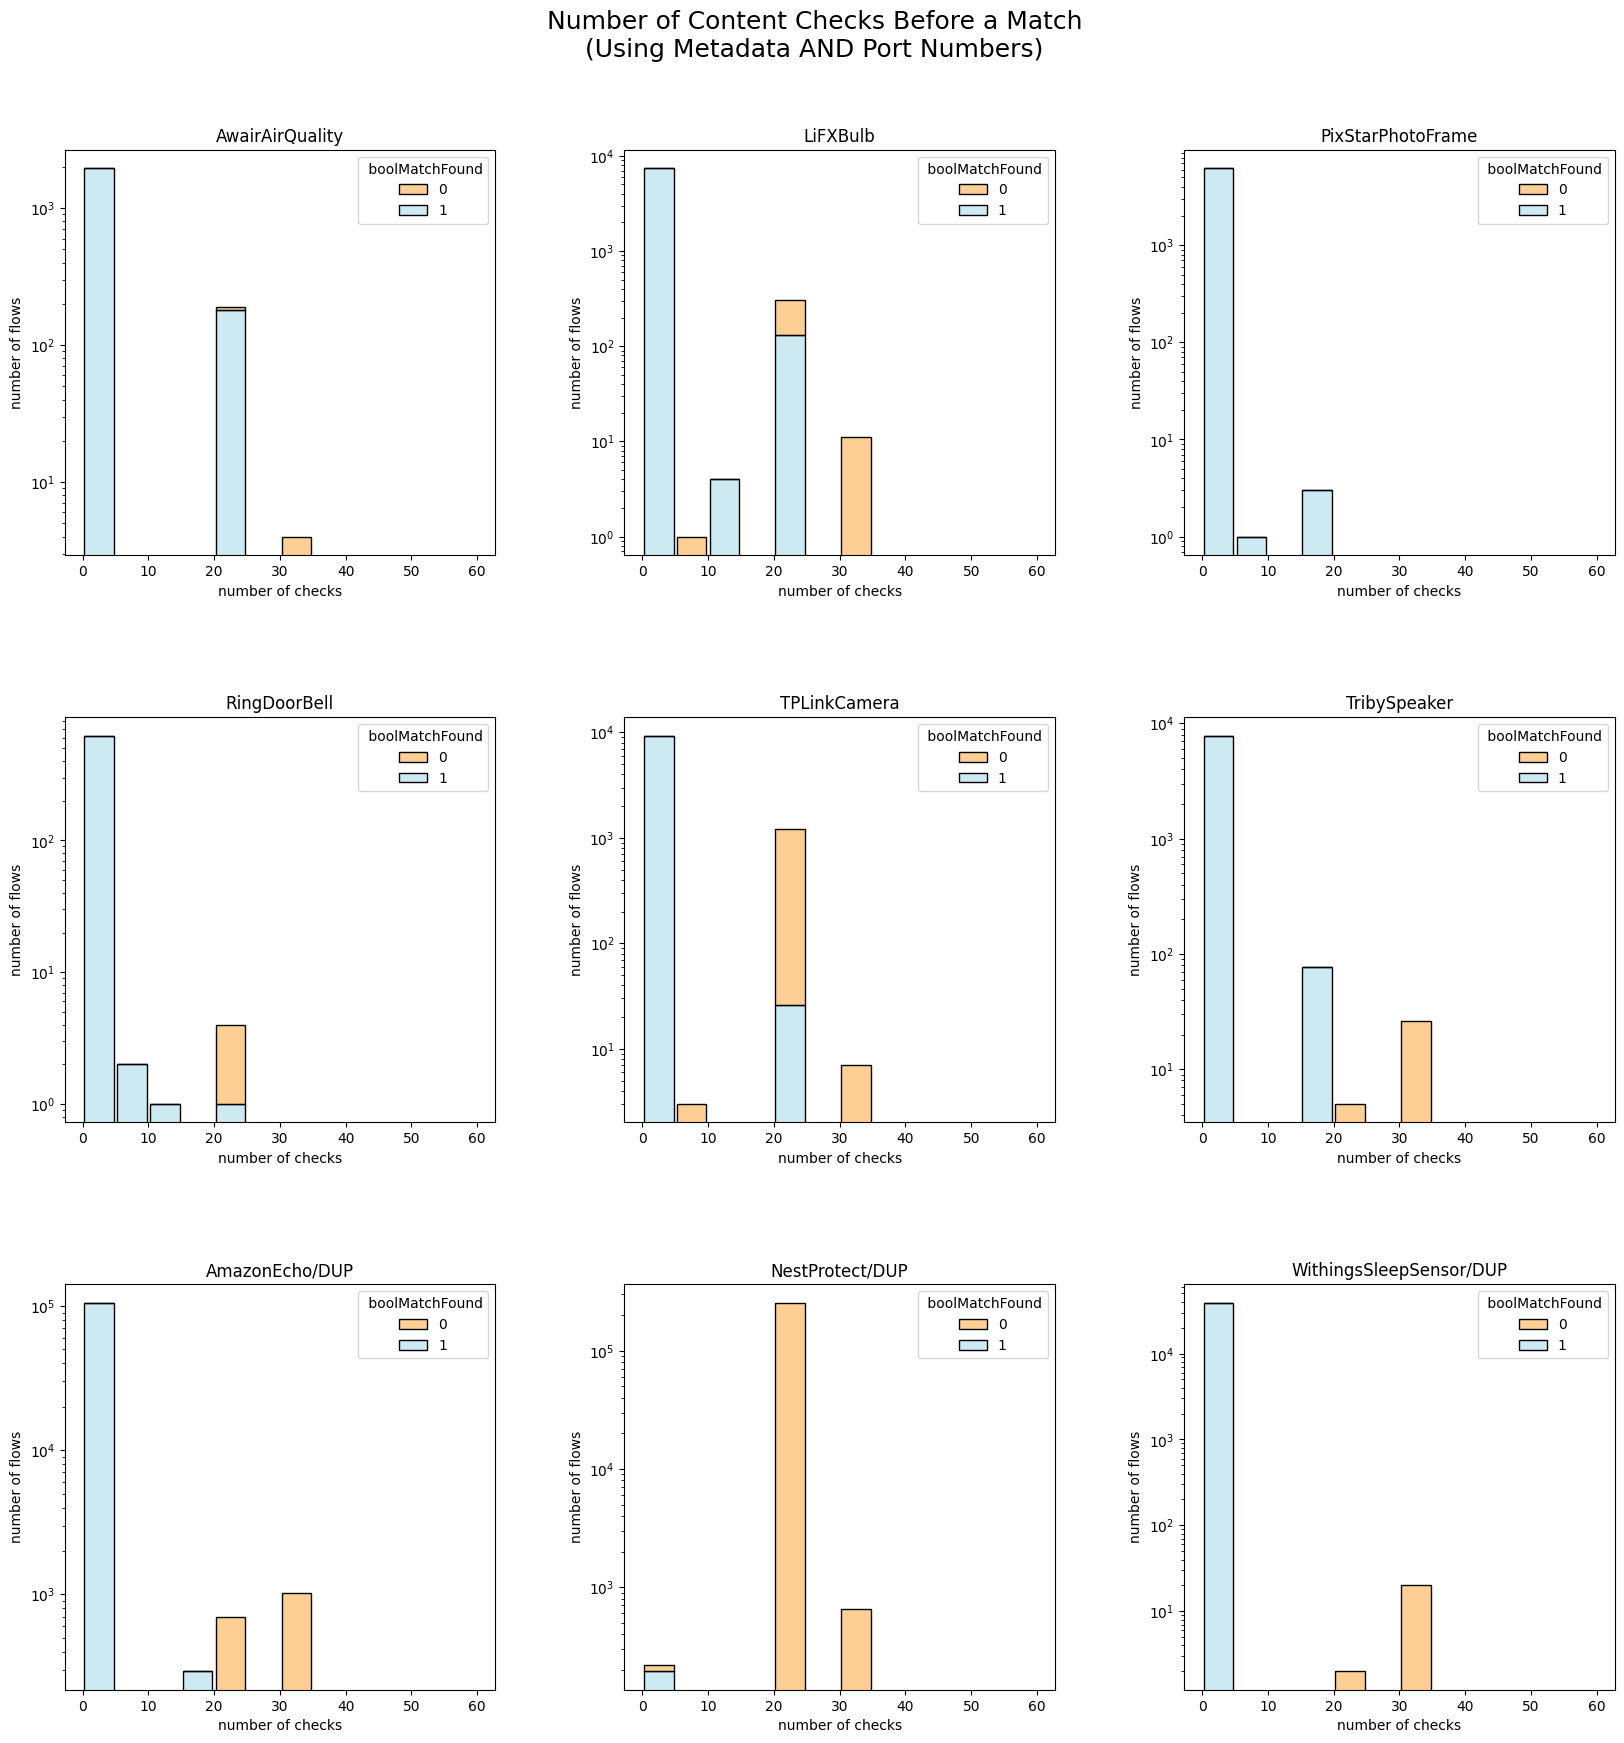 Number of Content Checks Before a Match
(Using Metadata AND Port Numbers)
AwairAirQuality
boolMatchFound
0
1
10³
10²
10¹
number of flows
0 10 20 30 40 50 60
number of checks
LiFXBulb
boolMatchFound
0
1
10⁴
10³
10²
10¹
10⁰
number of flows
0 10 20 30 40 50 60
number of checks
PixStarPhotoFrame
boolMatchFound
0
1
10³
10²
10¹
10⁰
number of flows
0 10 20 30 40 50 60
number of checks
RingDoorBell
boolMatchFound
0
1
10²
10¹
10⁰
number of flows
0 10 20 30 40 50 60
number of checks
TPLinkCamera
boolMatchFound
0
1
10⁴
10³
10²
10¹
number of flows
0 10 20 30 40 50 60
number of checks
TribySpeaker
boolMatchFound
0
1
10⁴
10³
10²
10¹
number of flows
0 10 20 30 40 50 60
number of checks
AmazonEcho/DUP
boolMatchFound
0
1
10⁵
10⁴
10³
number of flows
0 10 20 30 40 50 60
number of checks
NestProtect/DUP
boolMatchFound
0
1
10⁵
10⁴
10³
number of flows
0 10 20 30 40 50 60
number of checks
WithingsSleepSensor/DUP
boolMatchFound
0
1
10⁴
10³
10²
10¹
number of flows
0 10 20 30 40 50 60
number of checks